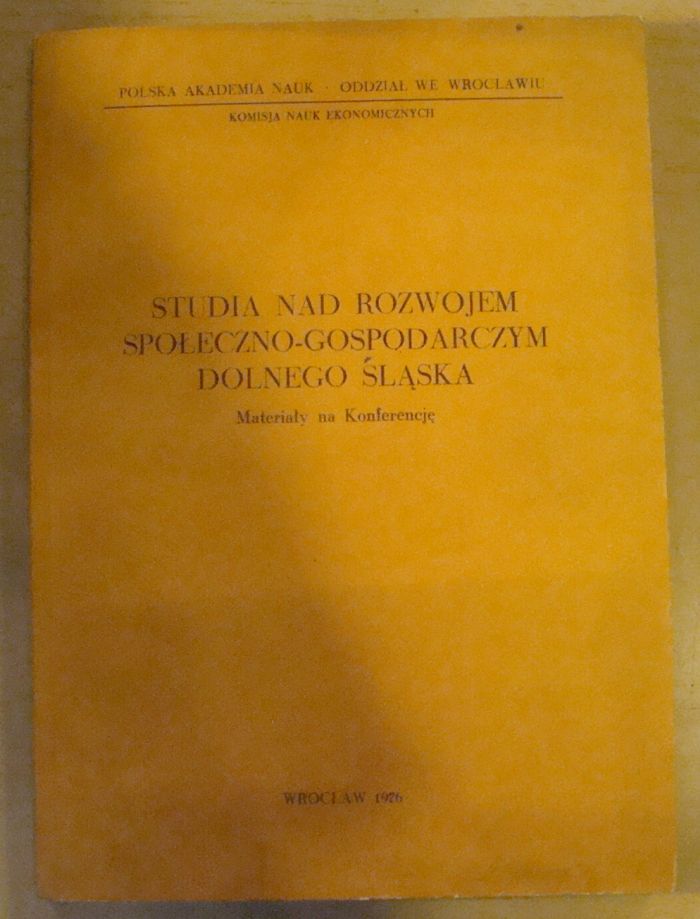 POLSKA AKADEMIA NAUK · ODDZIAŁ WE WROCŁAWIU
KOMISJA NAUK EKONOMICZNYCH
STUDIA NAD ROZWOJEM
SPOŁECZNO-GOSPODARCZYM
DOLNEGO ŚLĄSKA
Materiały na Konferencję
WROCŁAW